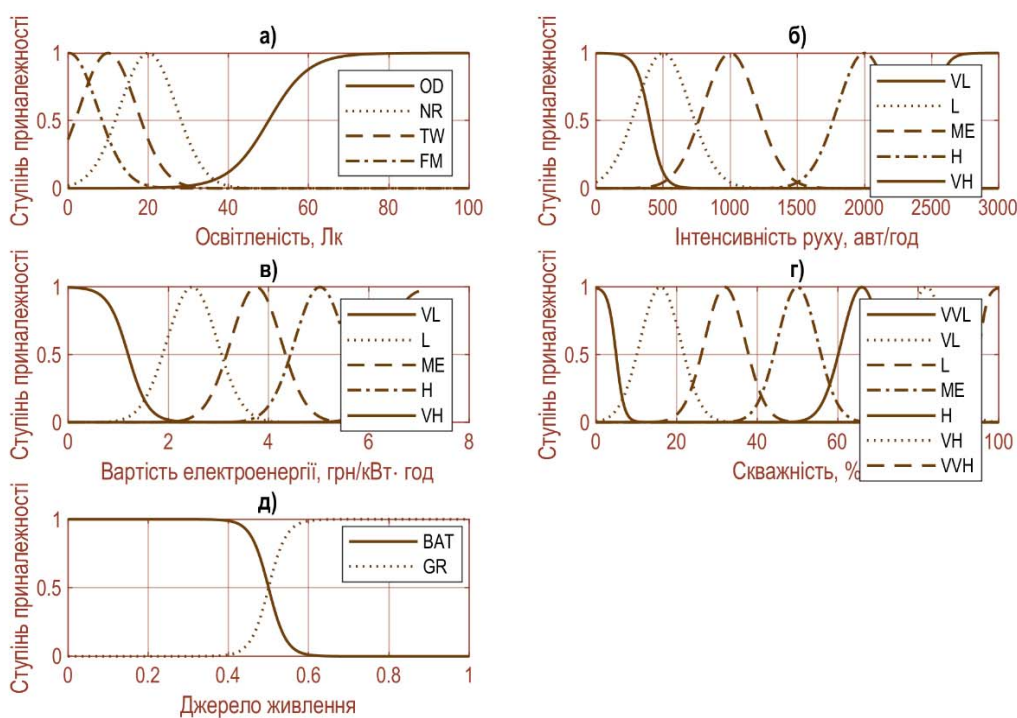 а)
Ступінь приналежності
1
0.5
0
0 20 40 60 80 100
Освітленість, Лк
OD
NR
TW
FM
б)
Ступінь приналежності
1
0.5
0
0 500 1000 1500 2000 2500 3000
Інтенсивність руху, авт/год
VL
L
ME
H
VH
в)
Ступінь приналежності
1
0.5
0
0 2 4 6 8
Вартість електроенергії, грн/кВт· год
VL
L
ME
H
VH
г)
Ступінь приналежності
1
0.5
0
0 20 40 60 100
Скважність, %
VVL
VL
L
ME
H
VH
VVH
д)
Ступінь приналежності
1
0.5
0
0 0.2 0.4 0.6 0.8 1
Джерело живлення
BAT
GR